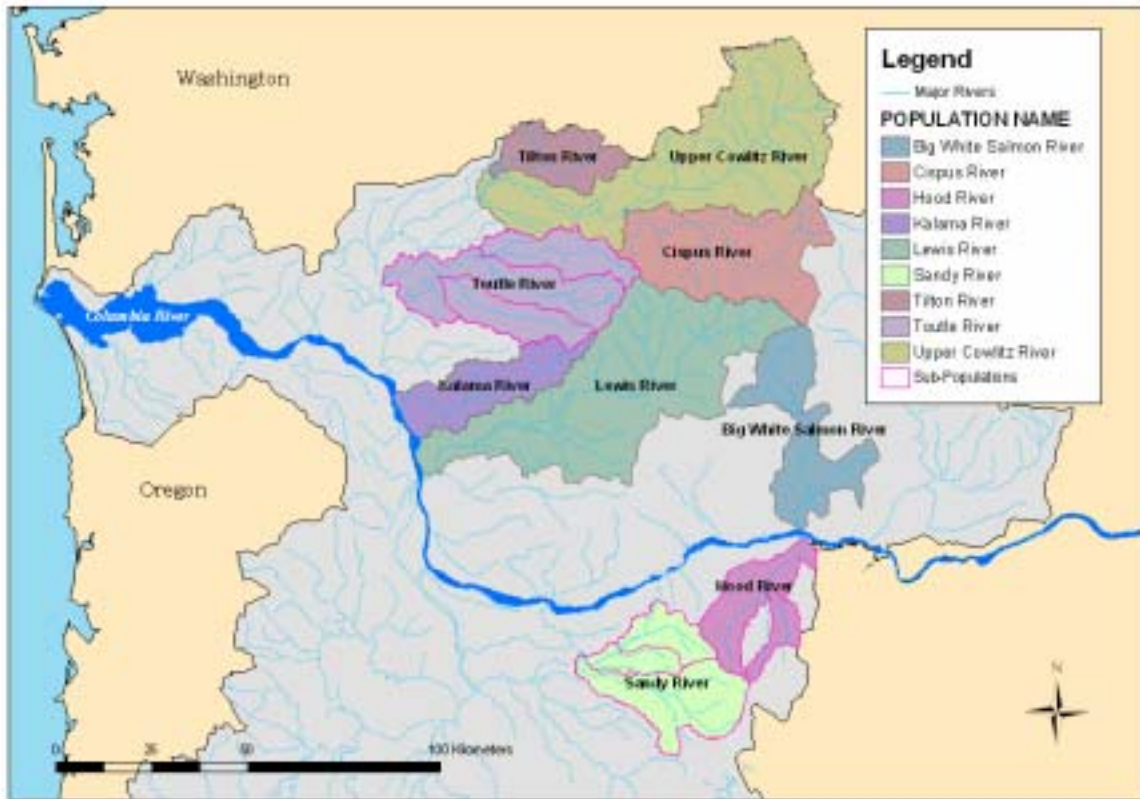 Washington
Legend
Major Rivers
POPULATION NAME
Big White Salmon River
Cispus River
Hood River
Kalama River
Lewis River
Sandy River
Tilton River
Toutle River
Upper Cowlitz River
Sub-Populations
Tilton River
Upper Cowlitz River
Cispus River
Toutle River
Columbia River
Kalama River
Lewis River
Big White Salmon River
Oregon
Hood River
Sandy River
N
0 25 50 100 Kilometers